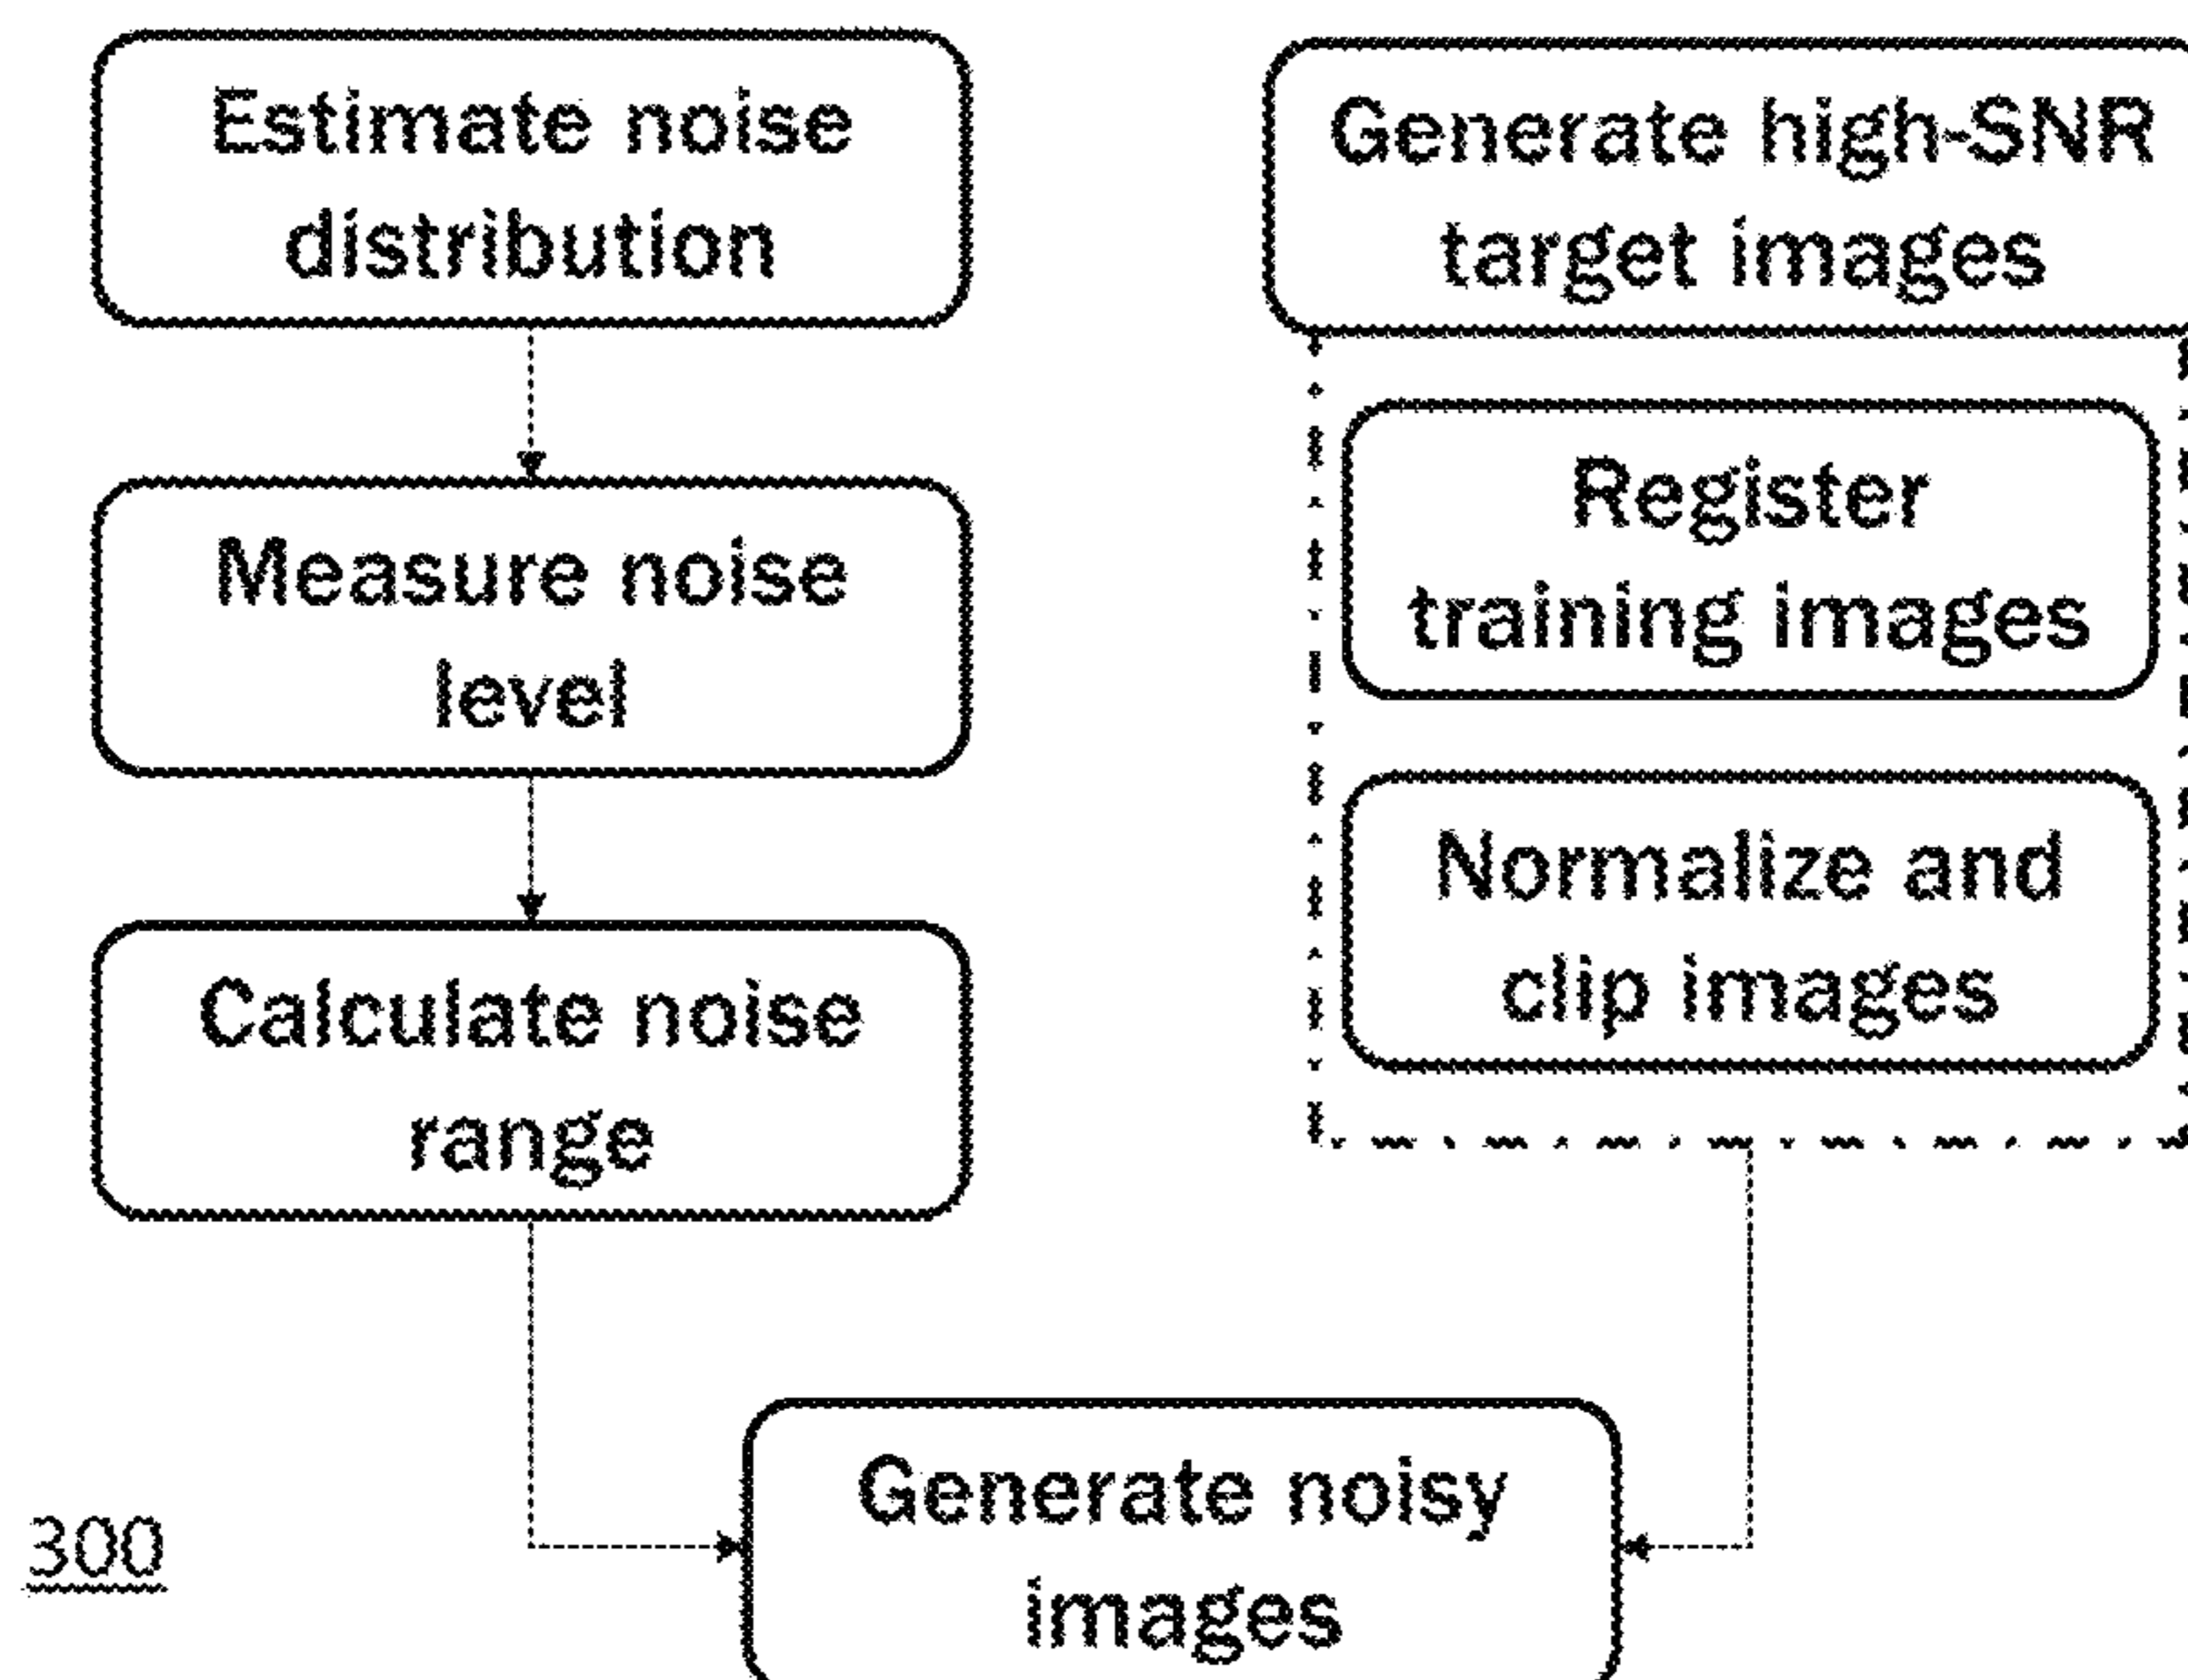 Estimate noise
distribution
Measure noise
level
Calculate noise
range
Generate high-SNR
target images
Register
training images
Normalize and
clip images
Generate noisy
images
300